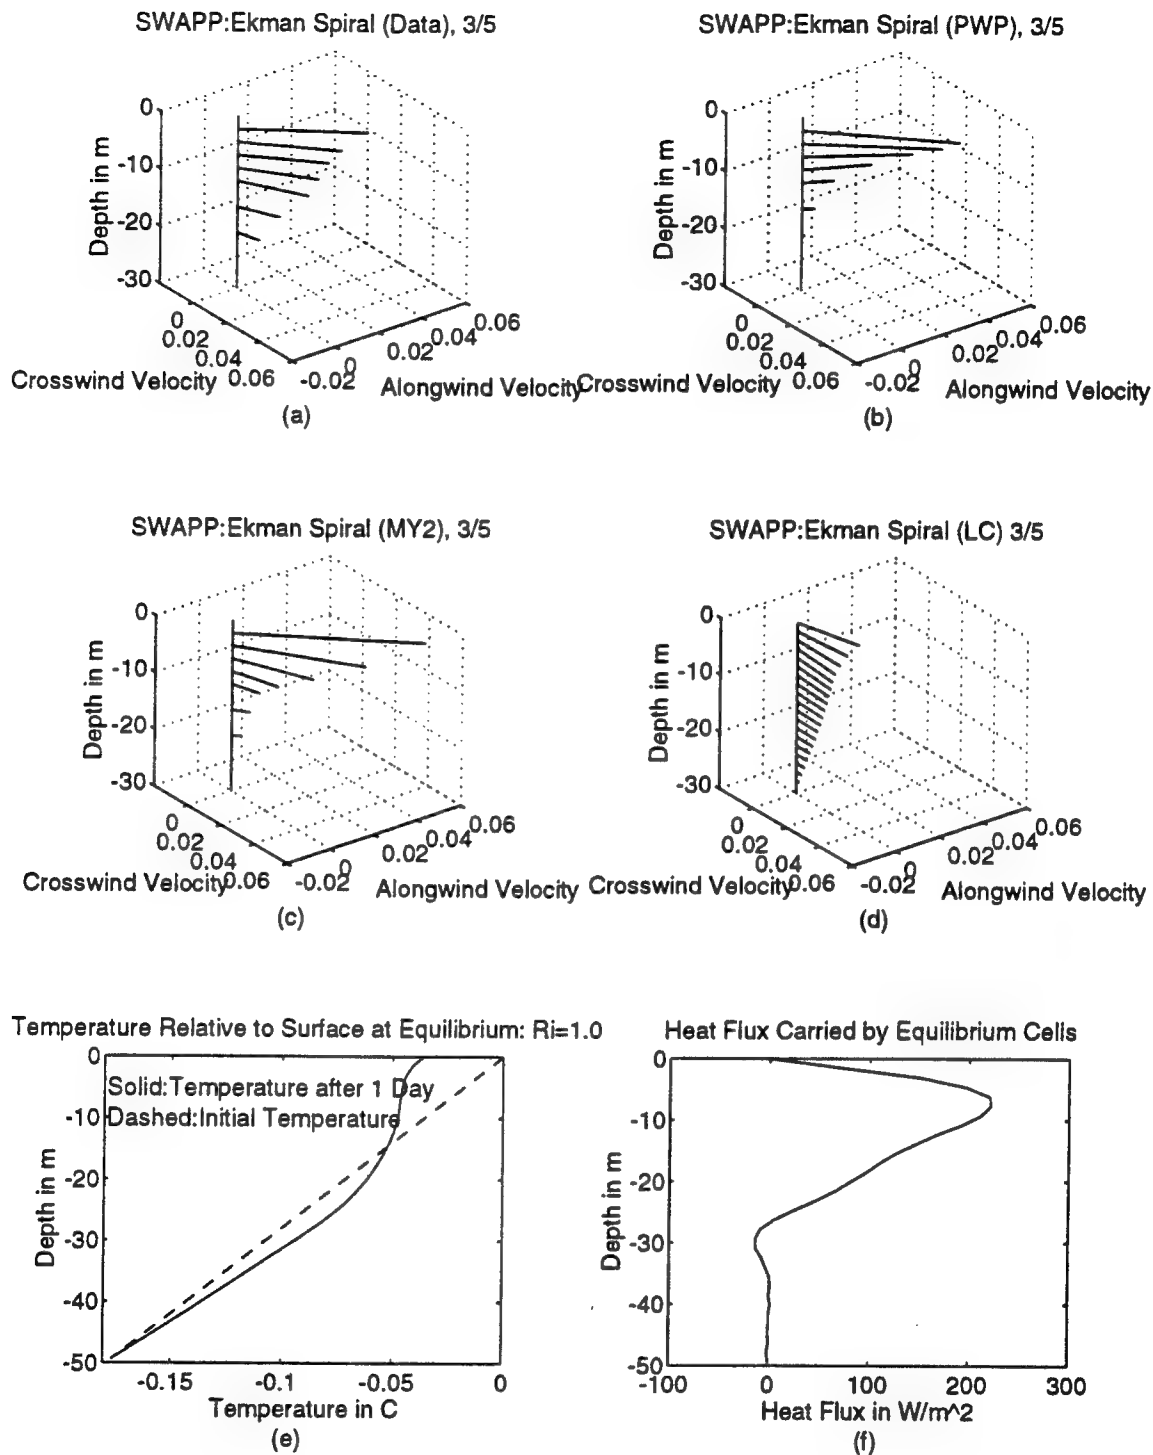 SWAPP:Ekman Spiral (Data), 3/5
0
-10
-20
-30
Depth in m
0
0.02
0.04
0.06
Crosswind Velocity
-0.02
0
0.02
0.04
0.06
Alongwind Velocity
(a)
SWAPP:Ekman Spiral (PWP), 3/5
0
-10
-20
-30
Depth in m
0
0.02
0.04
0.06
Crosswind Velocity
-0.02
0
0.02
0.04
0.06
Alongwind Velocity
(b)
SWAPP:Ekman Spiral (MY2), 3/5
0
-10
-20
-30
Depth in m
0
0.02
0.04
0.06
Crosswind Velocity
-0.02
0
0.02
0.04
0.06
Alongwind Velocity
(c)
SWAPP:Ekman Spiral (LC) 3/5
0
-10
-20
-30
Depth in m
0
0.02
0.04
0.06
Crosswind Velocity
-0.02
0
0.02
0.04
0.06
Alongwind Velocity
(d)
Temperature Relative to Surface at Equilibrium: Ri=1.0
Solid:Temperature after 1 Day
Dashed:Initial Temperature
0
-10
-20
-30
-40
-50
Depth in m
-0.15
-0.1
-0.05
0
Temperature in C
(e)
Heat Flux Carried by Equilibrium Cells
0
-10
-20
-30
-40
-50
Depth in m
-100
0
100
200
300
Heat Flux in W/m^2
(f)